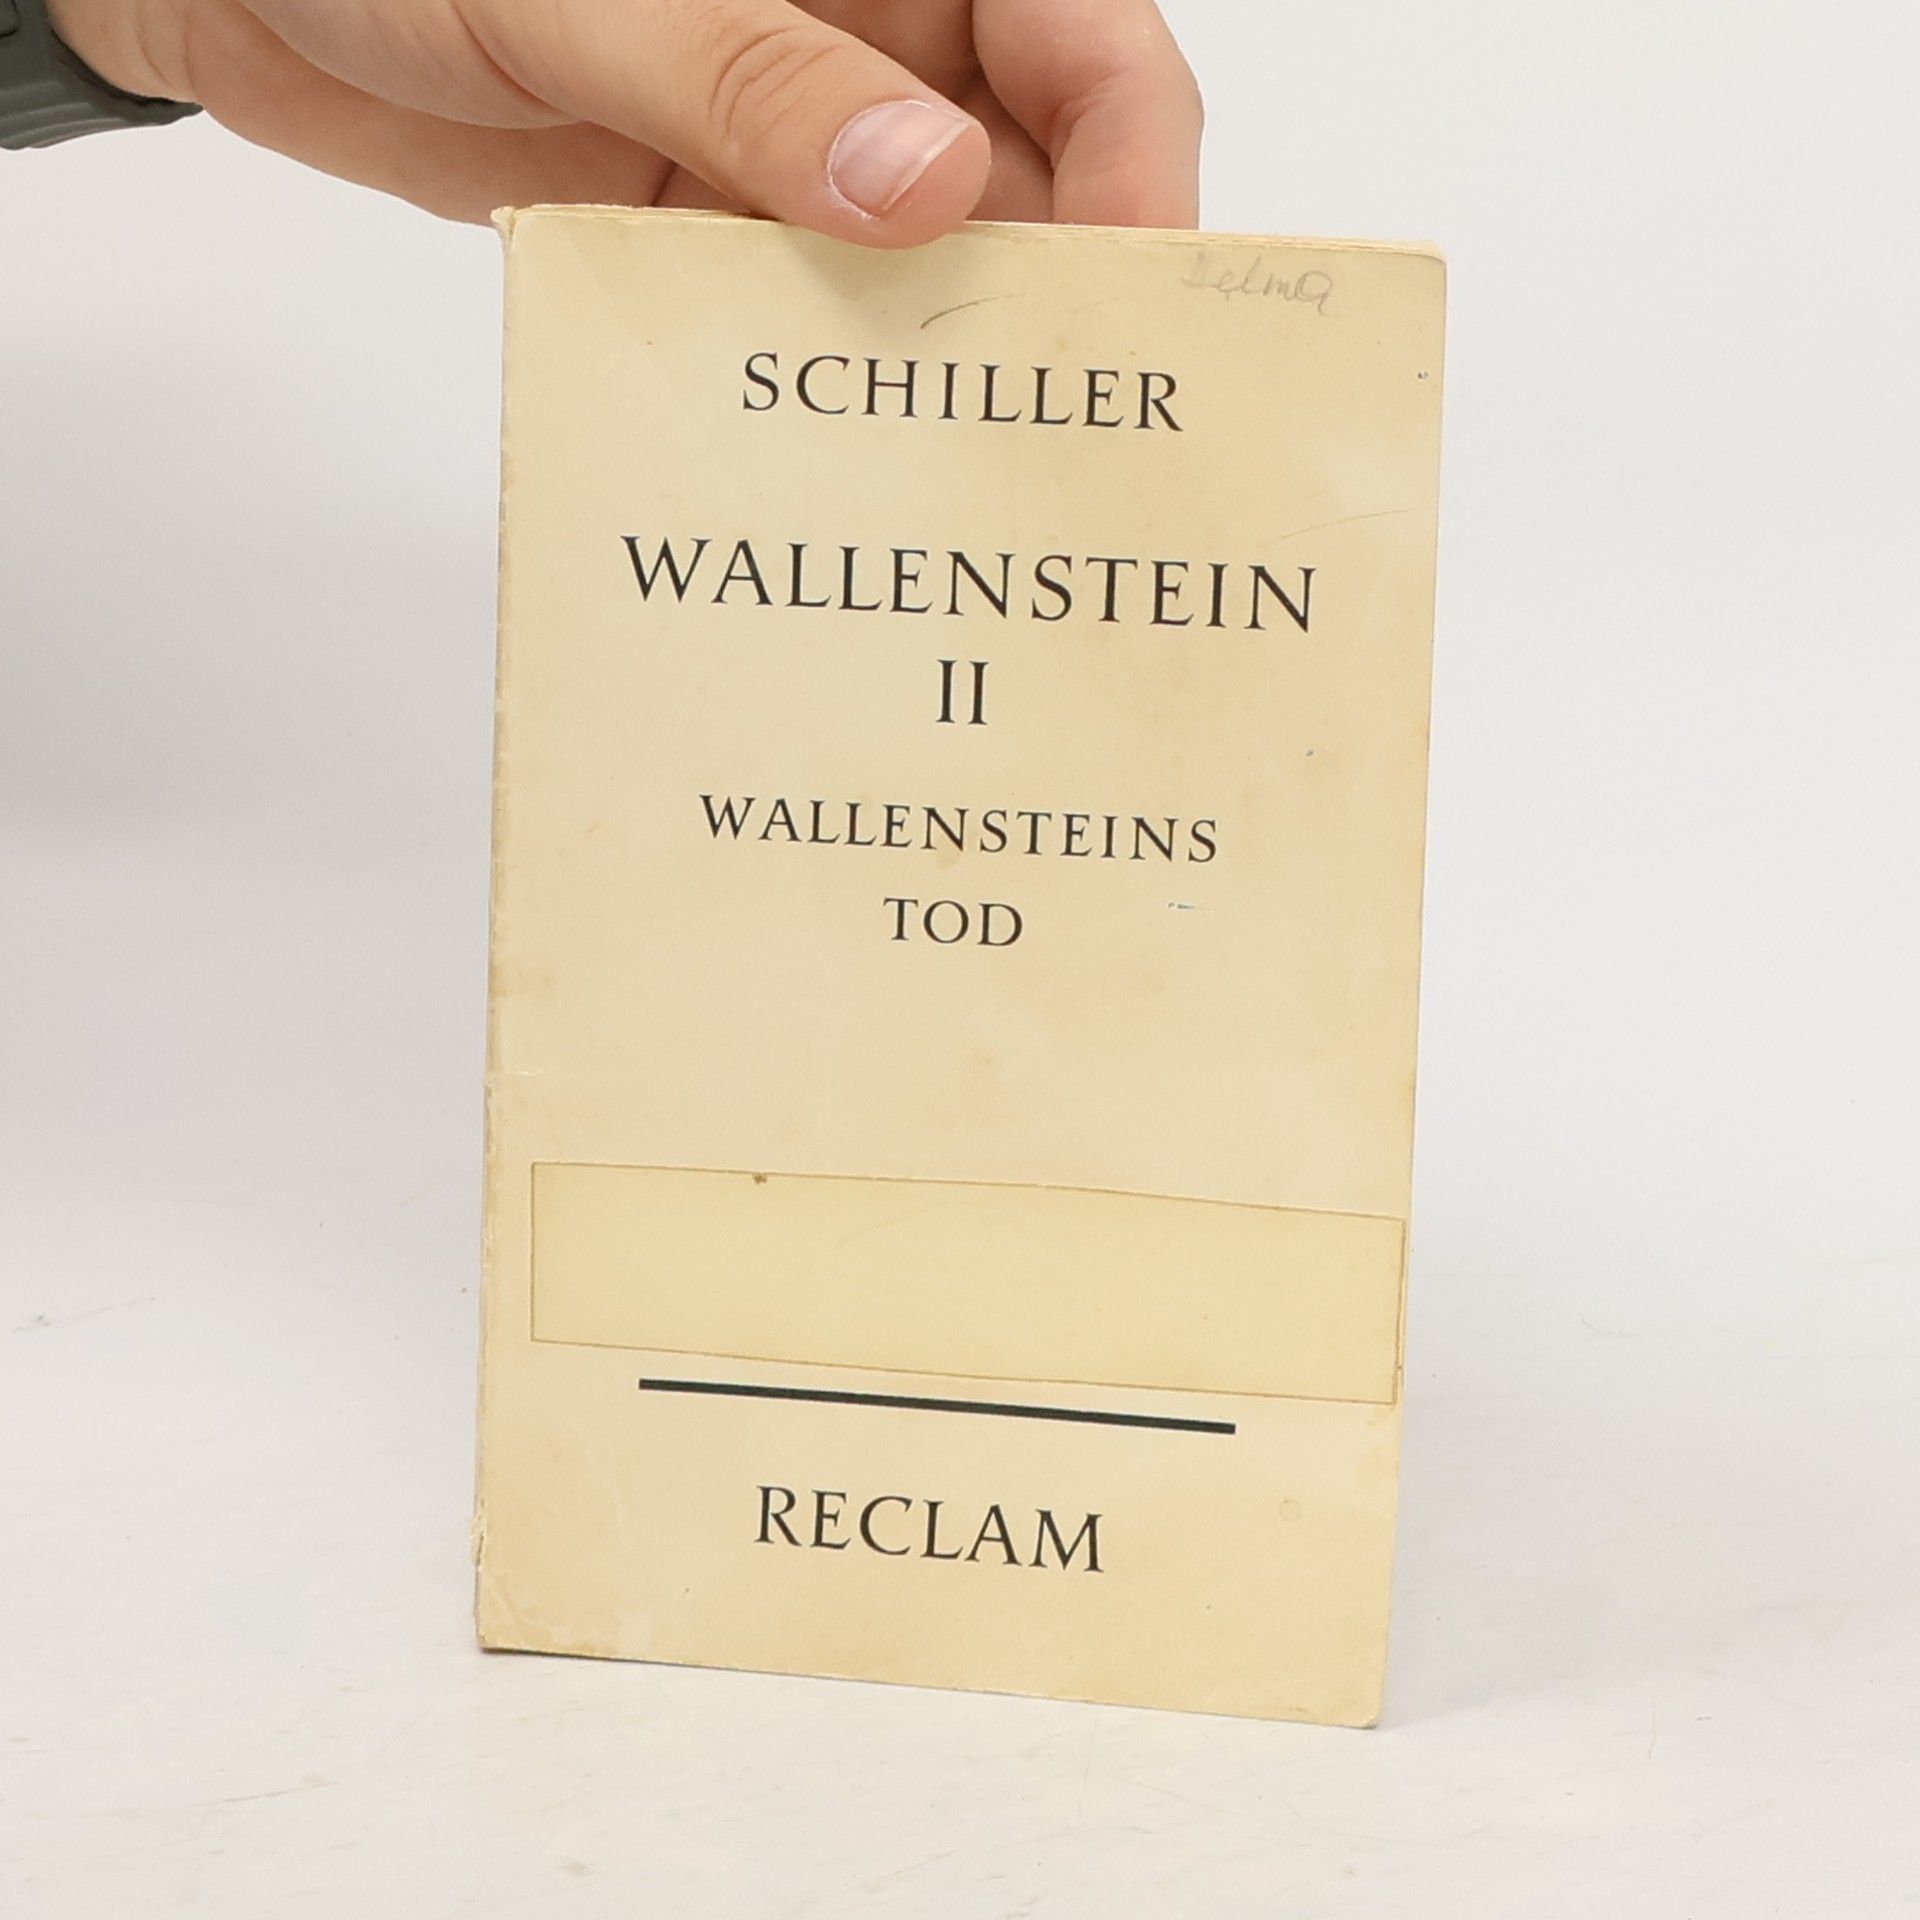 SCHILLER
WALLENSTEIN
II
WALLENSTEINS
TOD
RECLAM